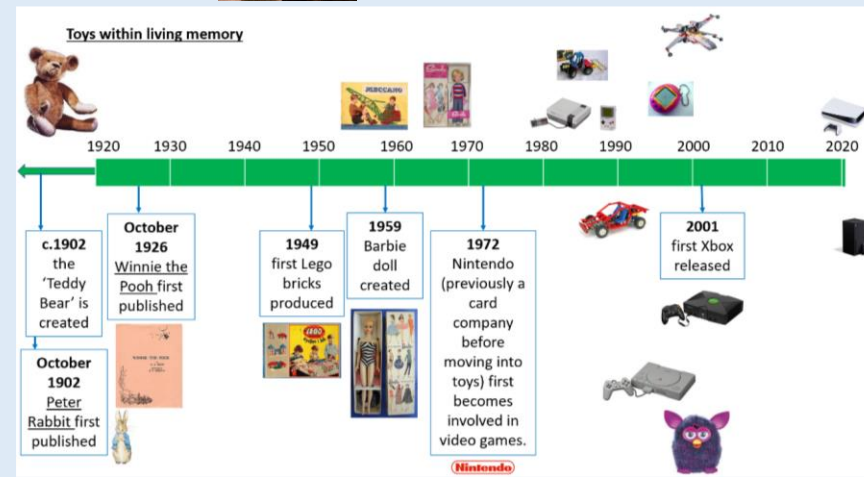 Toys within living memory
MECCANO
1920 1930 1940 1950 1960 1970 1980 1990 2000 2010 2020
c.1902
the
‘Teddy
Bear’ is
created
October
1902
Peter
Rabbit first
published
October
1926
Winnie the
Pooh first
published
1949
first Lego
bricks
produced
LEGO
1959
Barbie
doll
created
1972
Nintendo
(previously a
card
company
before
moving into
toys) first
becomes
involved in
video games.
Nintendo
2001
first Xbox
released